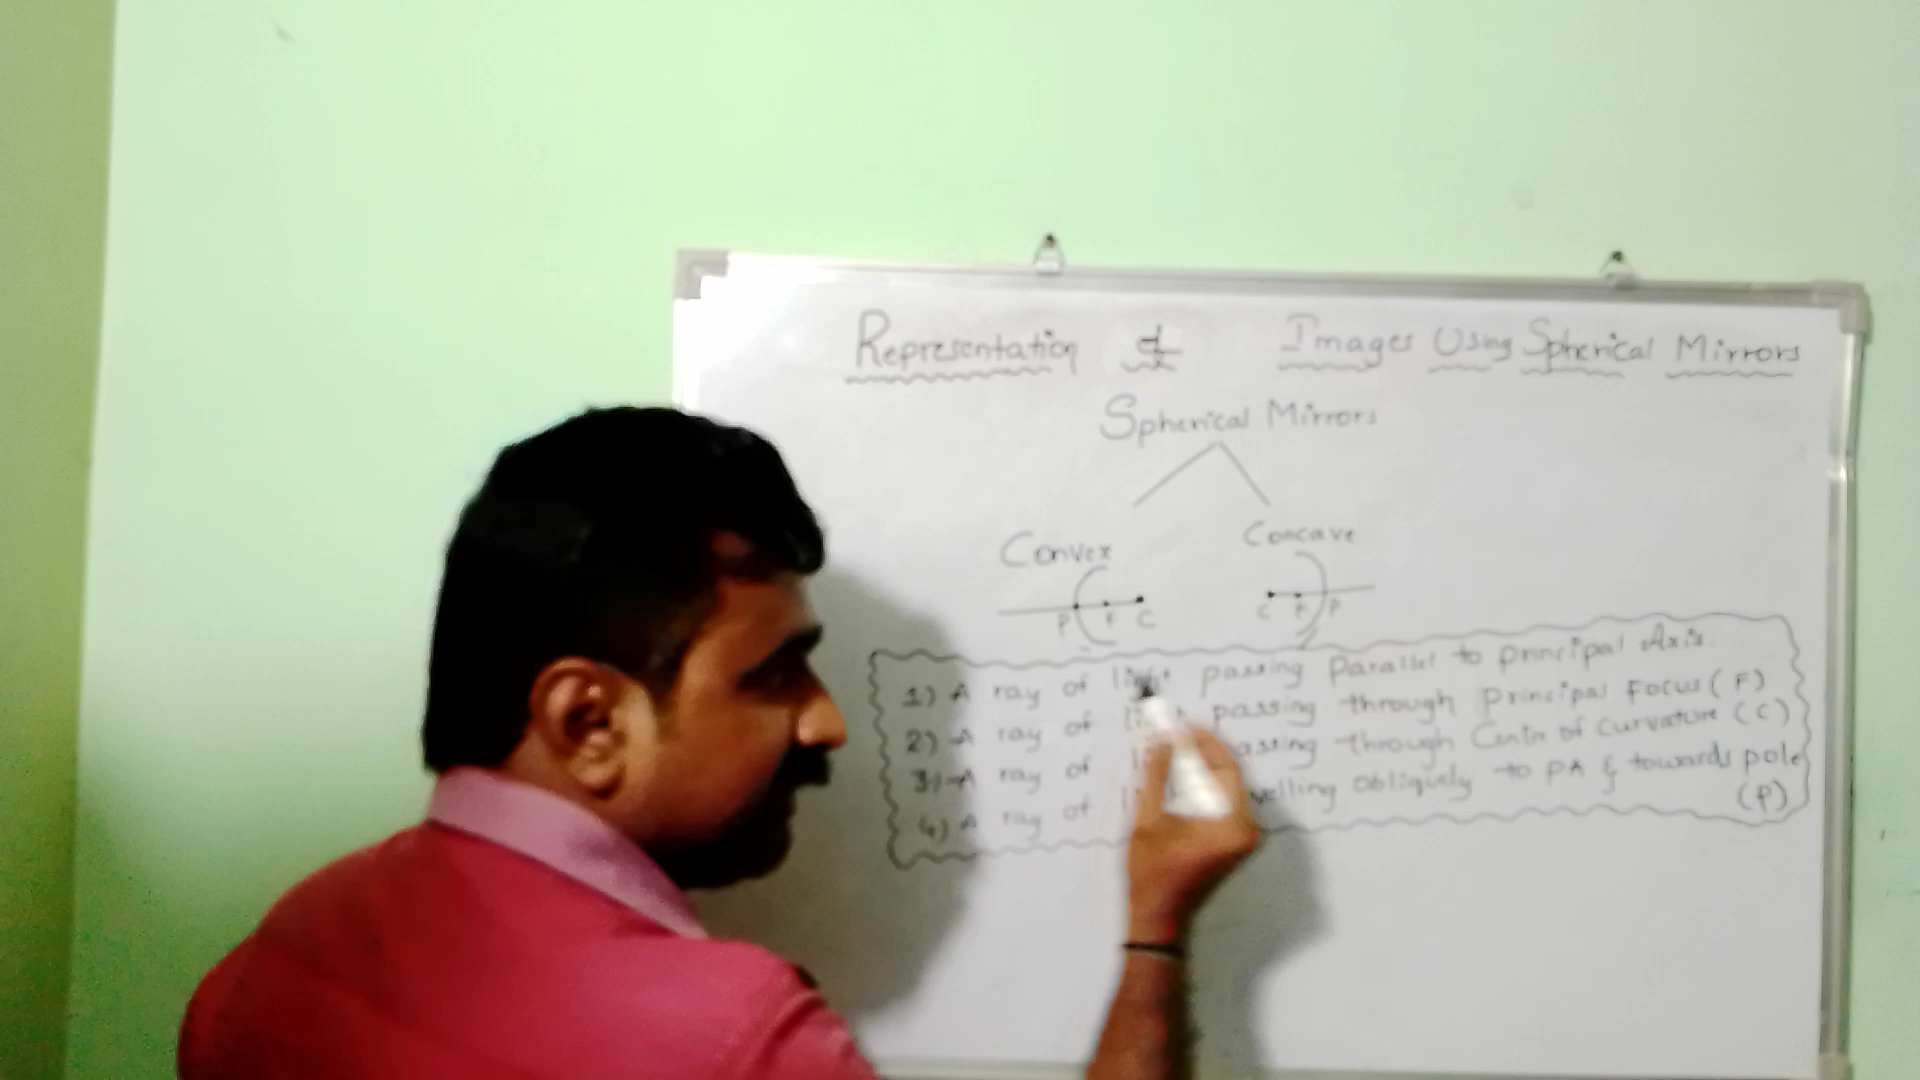 Representation of Images Using Spherical Mirrors
Spherical Mirrors
Convex Concave
P F C C F P
1) A ray of light passing parallel to principal Axis.
2) A ray of passing through principal Focus (F)
3) A ray of passing through Centre of Curvature (C)
4) A ray of obliquely to PA & towards pole
(P)